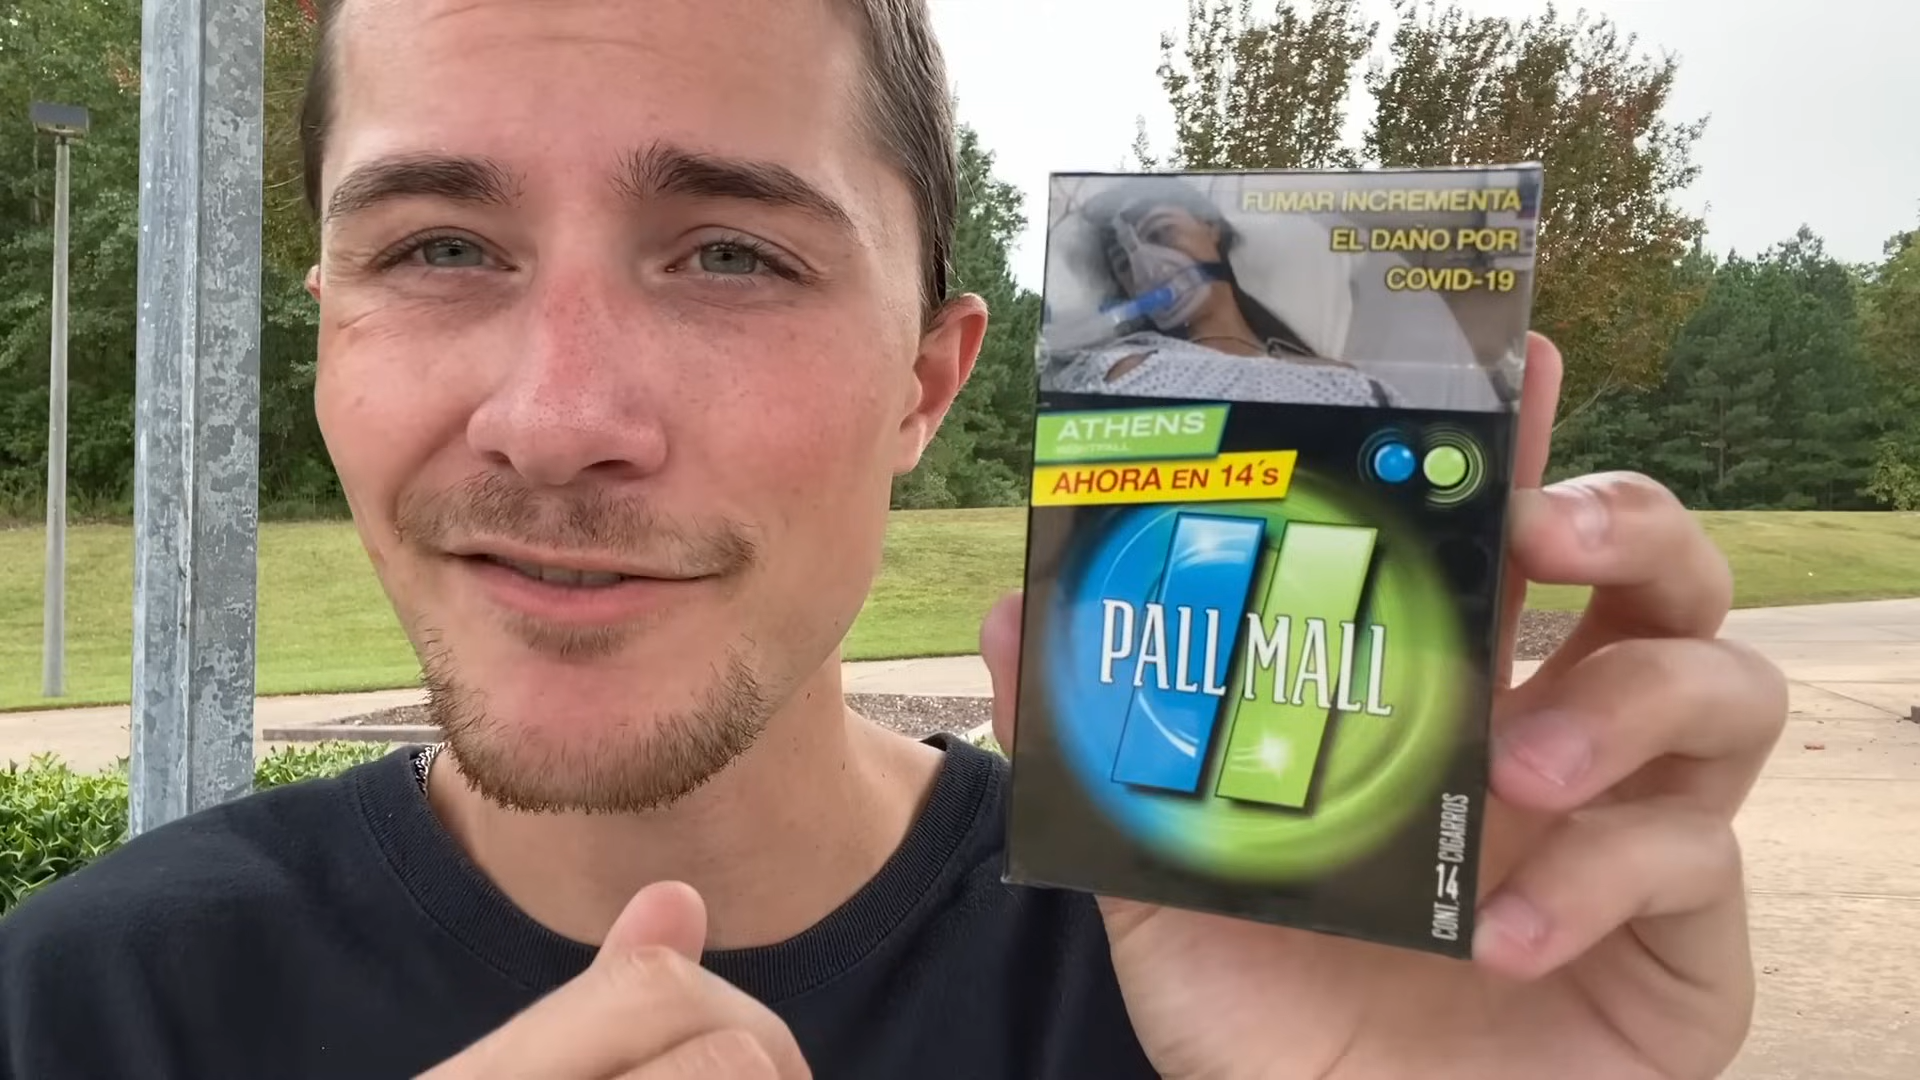 FUMAR INCREMENTA
EL DAÑO POR
COVID-19
ATHENS
AHORA EN 14´s
PALL MALL
CONT. 14 CIGARROS